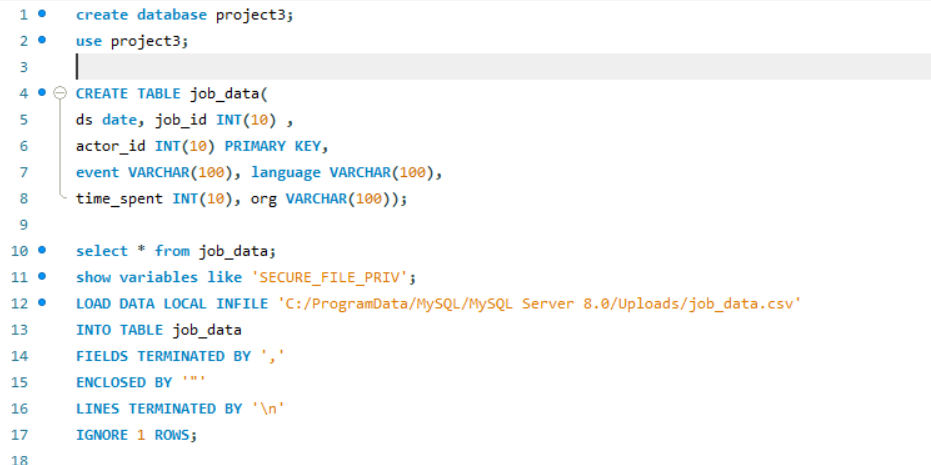 1 create database project3;
2 use project3;
3
4 CREATE TABLE job_data(
5 ds date, job_id INT(10) ,
6 actor_id INT(10) PRIMARY KEY,
7 event VARCHAR(100), language VARCHAR(100),
8 time_spent INT(10), org VARCHAR(100));
9
10 select * from job_data;
11 show variables like 'SECURE_FILE_PRIV';
12 LOAD DATA LOCAL INFILE 'C:/ProgramData/MySQL/MySQL Server 8.0/Uploads/job_data.csv'
13 INTO TABLE job_data
14 FIELDS TERMINATED BY ','
15 ENCLOSED BY '"'
16 LINES TERMINATED BY '\n'
17 IGNORE 1 ROWS;
18